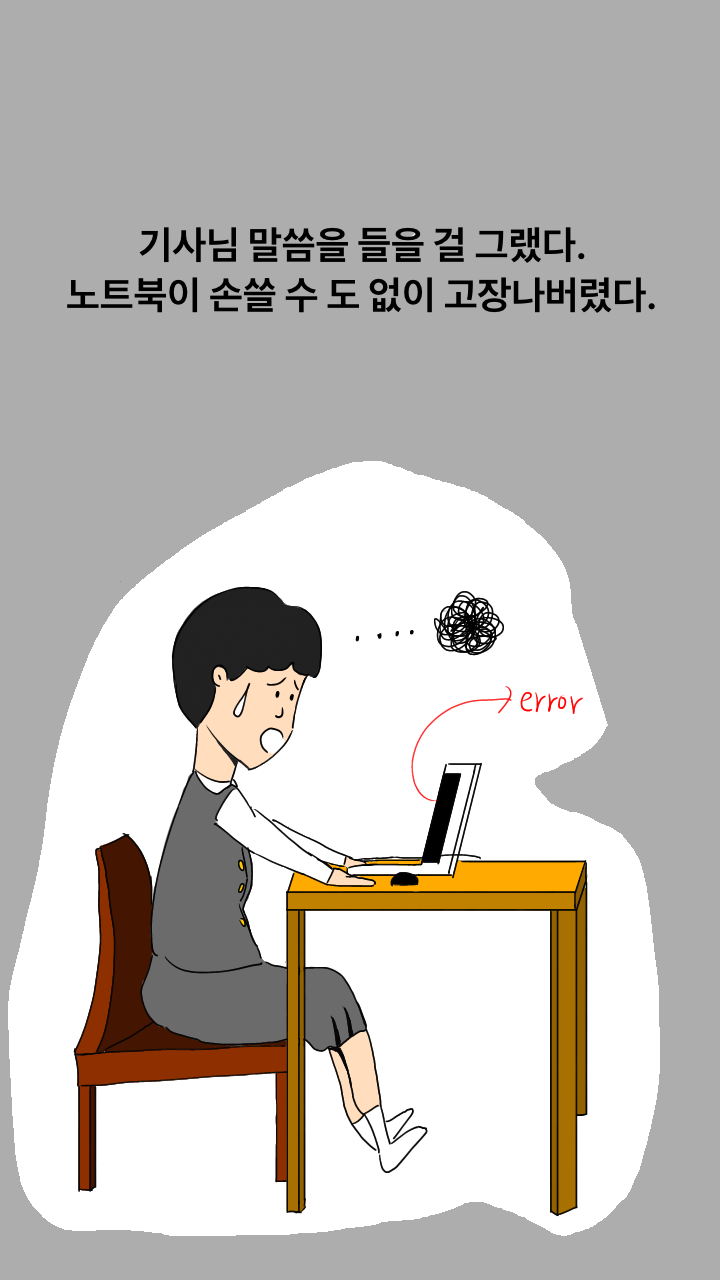 기사님 말씀을 들을 걸 그랬다.
노트북이 손쓸 수 도 없이 고장나버렸다.
....
error